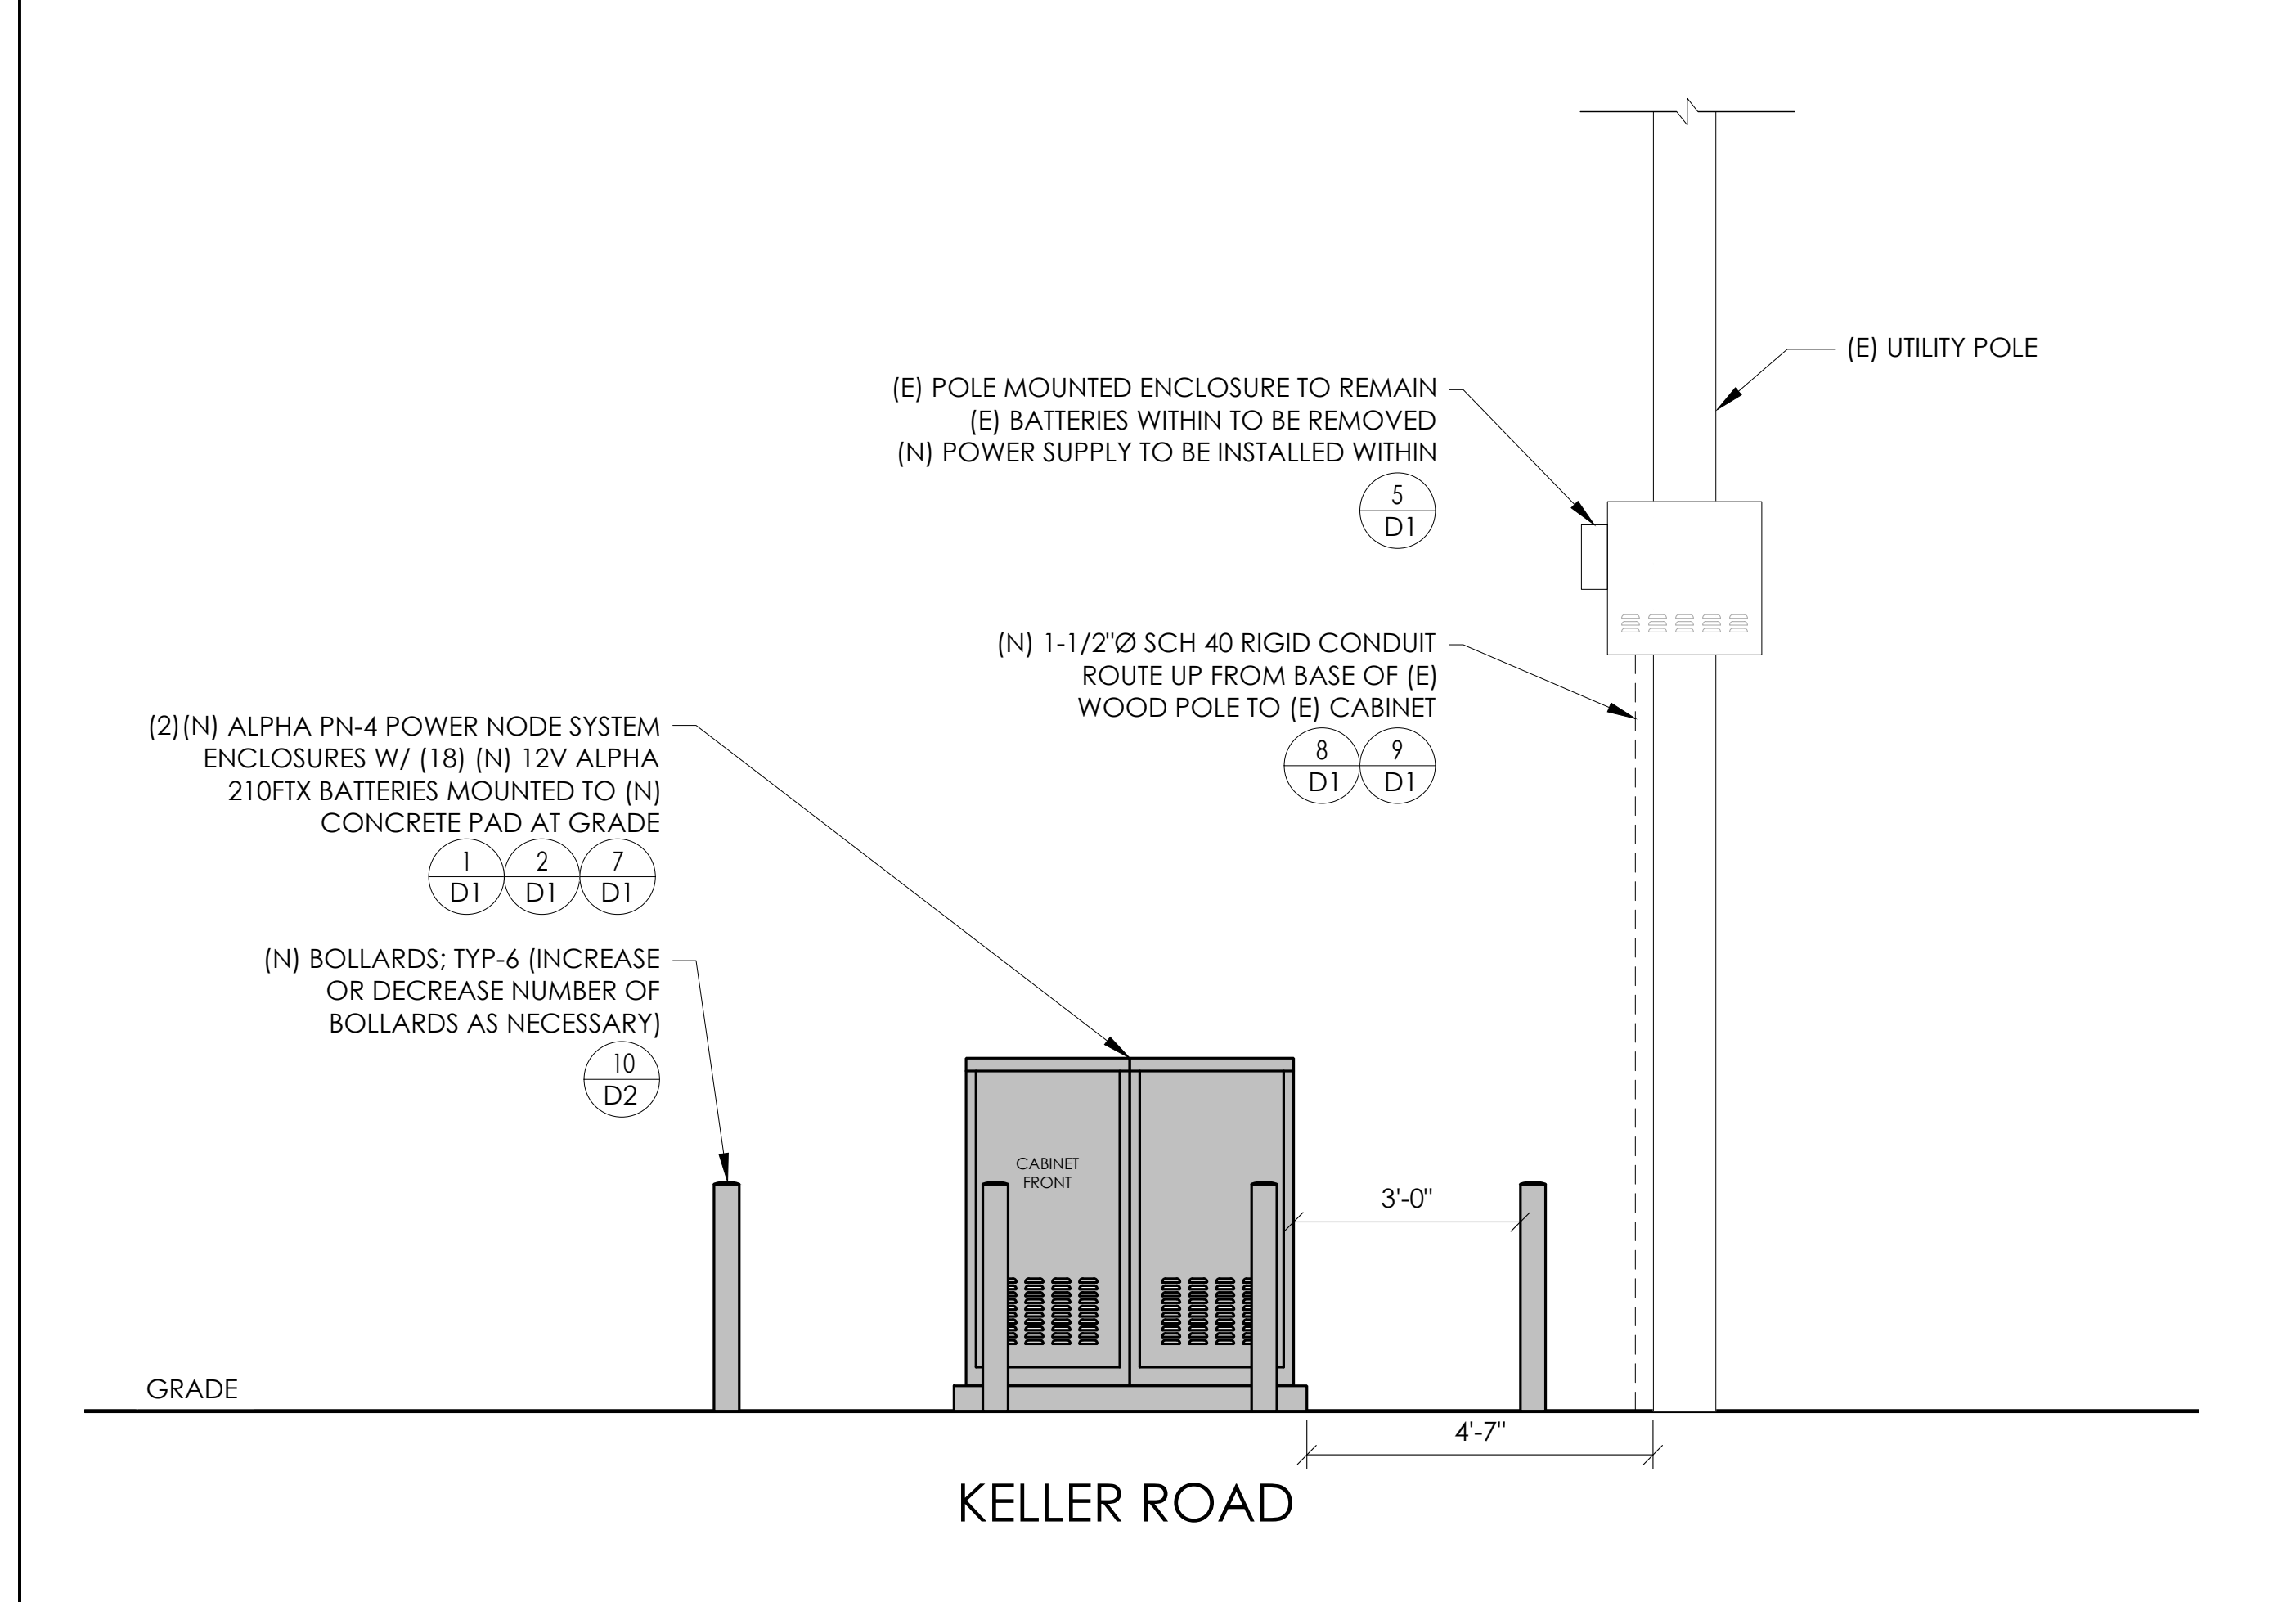 (E) UTILITY POLE
(E) POLE MOUNTED ENCLOSURE TO REMAIN
(E) BATTERIES WITHIN TO BE REMOVED
(N) POWER SUPPLY TO BE INSTALLED WITHIN
5
D1
(N) 1-1/2"Ø SCH 40 RIGID CONDUIT
ROUTE UP FROM BASE OF (E)
WOOD POLE TO (E) CABINET
8 9
D1 D1
(2)(N) ALPHA PN-4 POWER NODE SYSTEM
ENCLOSURES W/ (18) (N) 12V ALPHA
210FTX BATTERIES MOUNTED TO (N)
CONCRETE PAD AT GRADE
1 2 7
D1 D1 D1
(N) BOLLARDS; TYP-6 (INCREASE
OR DECREASE NUMBER OF
BOLLARDS AS NECESSARY)
10
D2
CABINET
FRONT
3'-0"
GRADE
4'-7"
KELLER ROAD